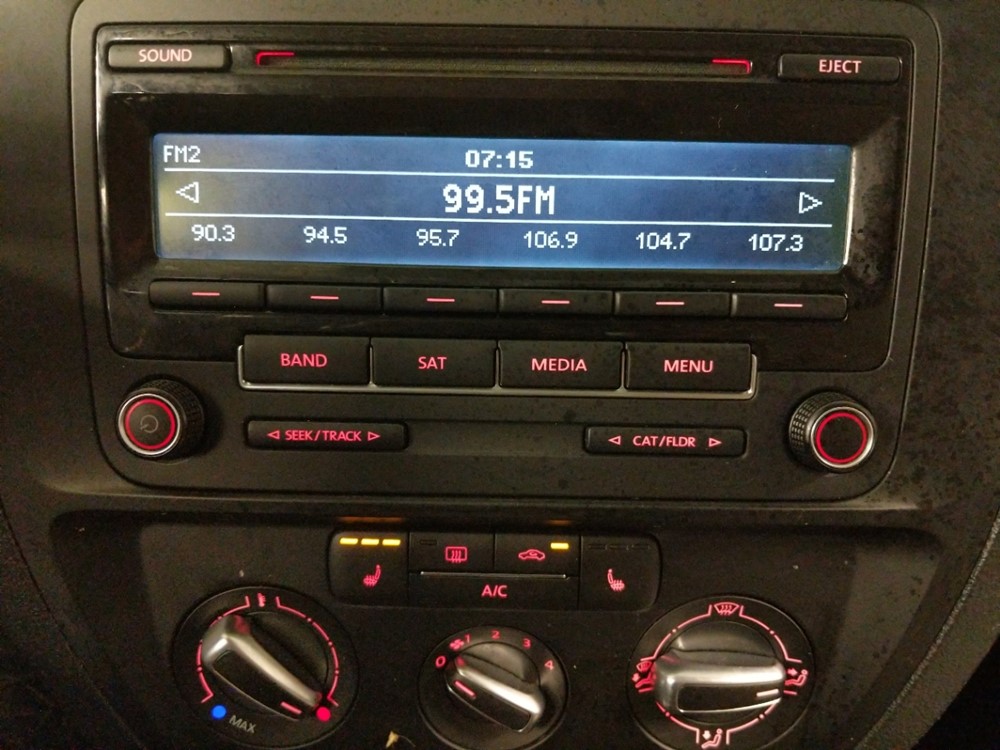 SOUND
EJECT
FM2 07:15
99.5FM
90.3 94.5 95.7 106.9 104.7 107.3
BAND SAT MEDIA MENU
SEEK/TRACK CAT/FLDR
A/C
0 1 2 3 4
MAX